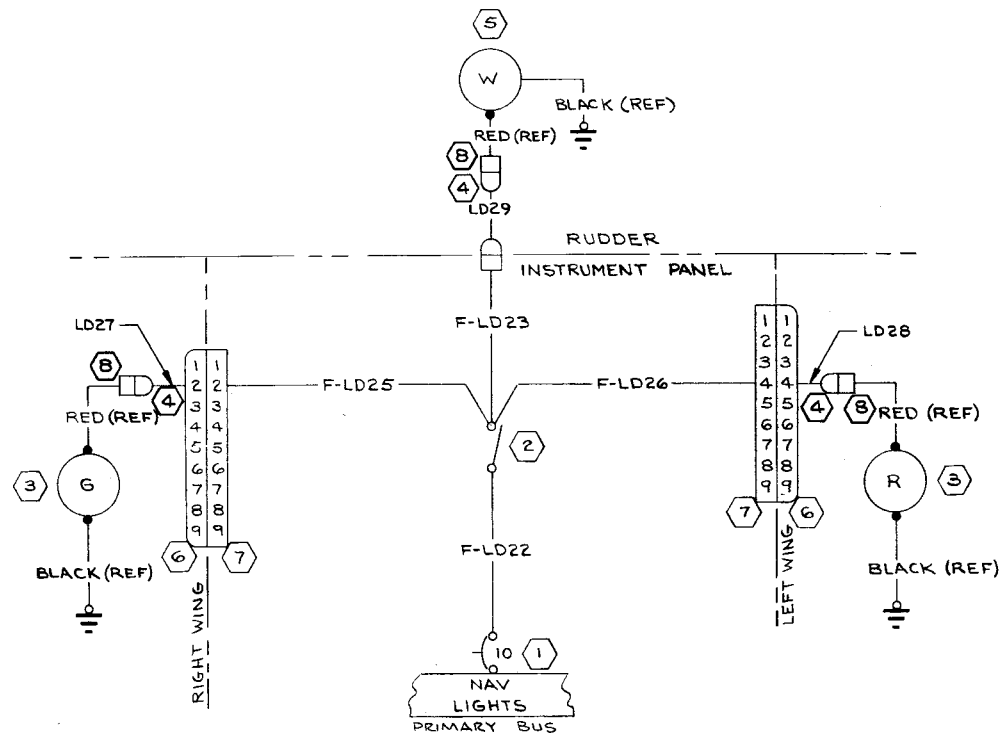 5
W
BLACK (REF)
RED (REF)
8
4
LD29
RUDDER
INSTRUMENT PANEL
F-LD23
LD27
8
4
RED (REF)
3
G
BLACK (REF)
1 1
2 2
3 3
4 4
5 5
6 6
7 7
8 8
9 9
6 7
RIGHT WING
F-LD25
F-LD26
2
F-LD22
10 1
NAV
LIGHTS
PRIMARY BUS
1 1
2 2
3 3
4 4
5 5
6 6
7 7
8 8
9 9
7 6
LEFT WING
LD28
4 8
RED (REF)
R
3
BLACK (REF)